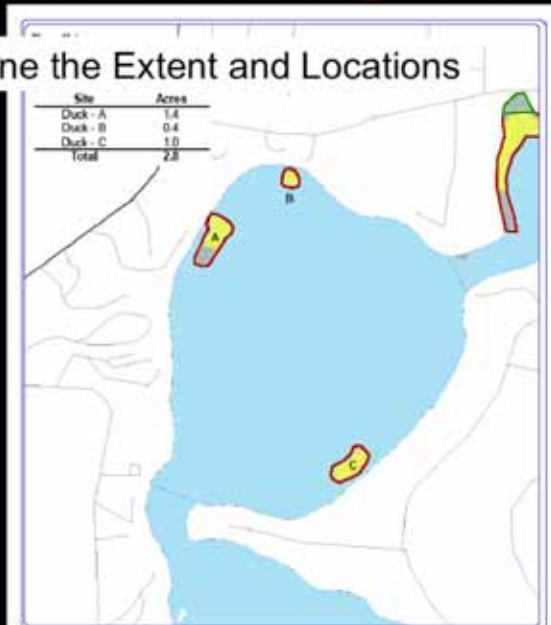 ne the Extent and Locations
Site Acres
Duck - A 1.4
Duck - B 0.4
Duck - C 1.0
Total 2.8
B
A
C